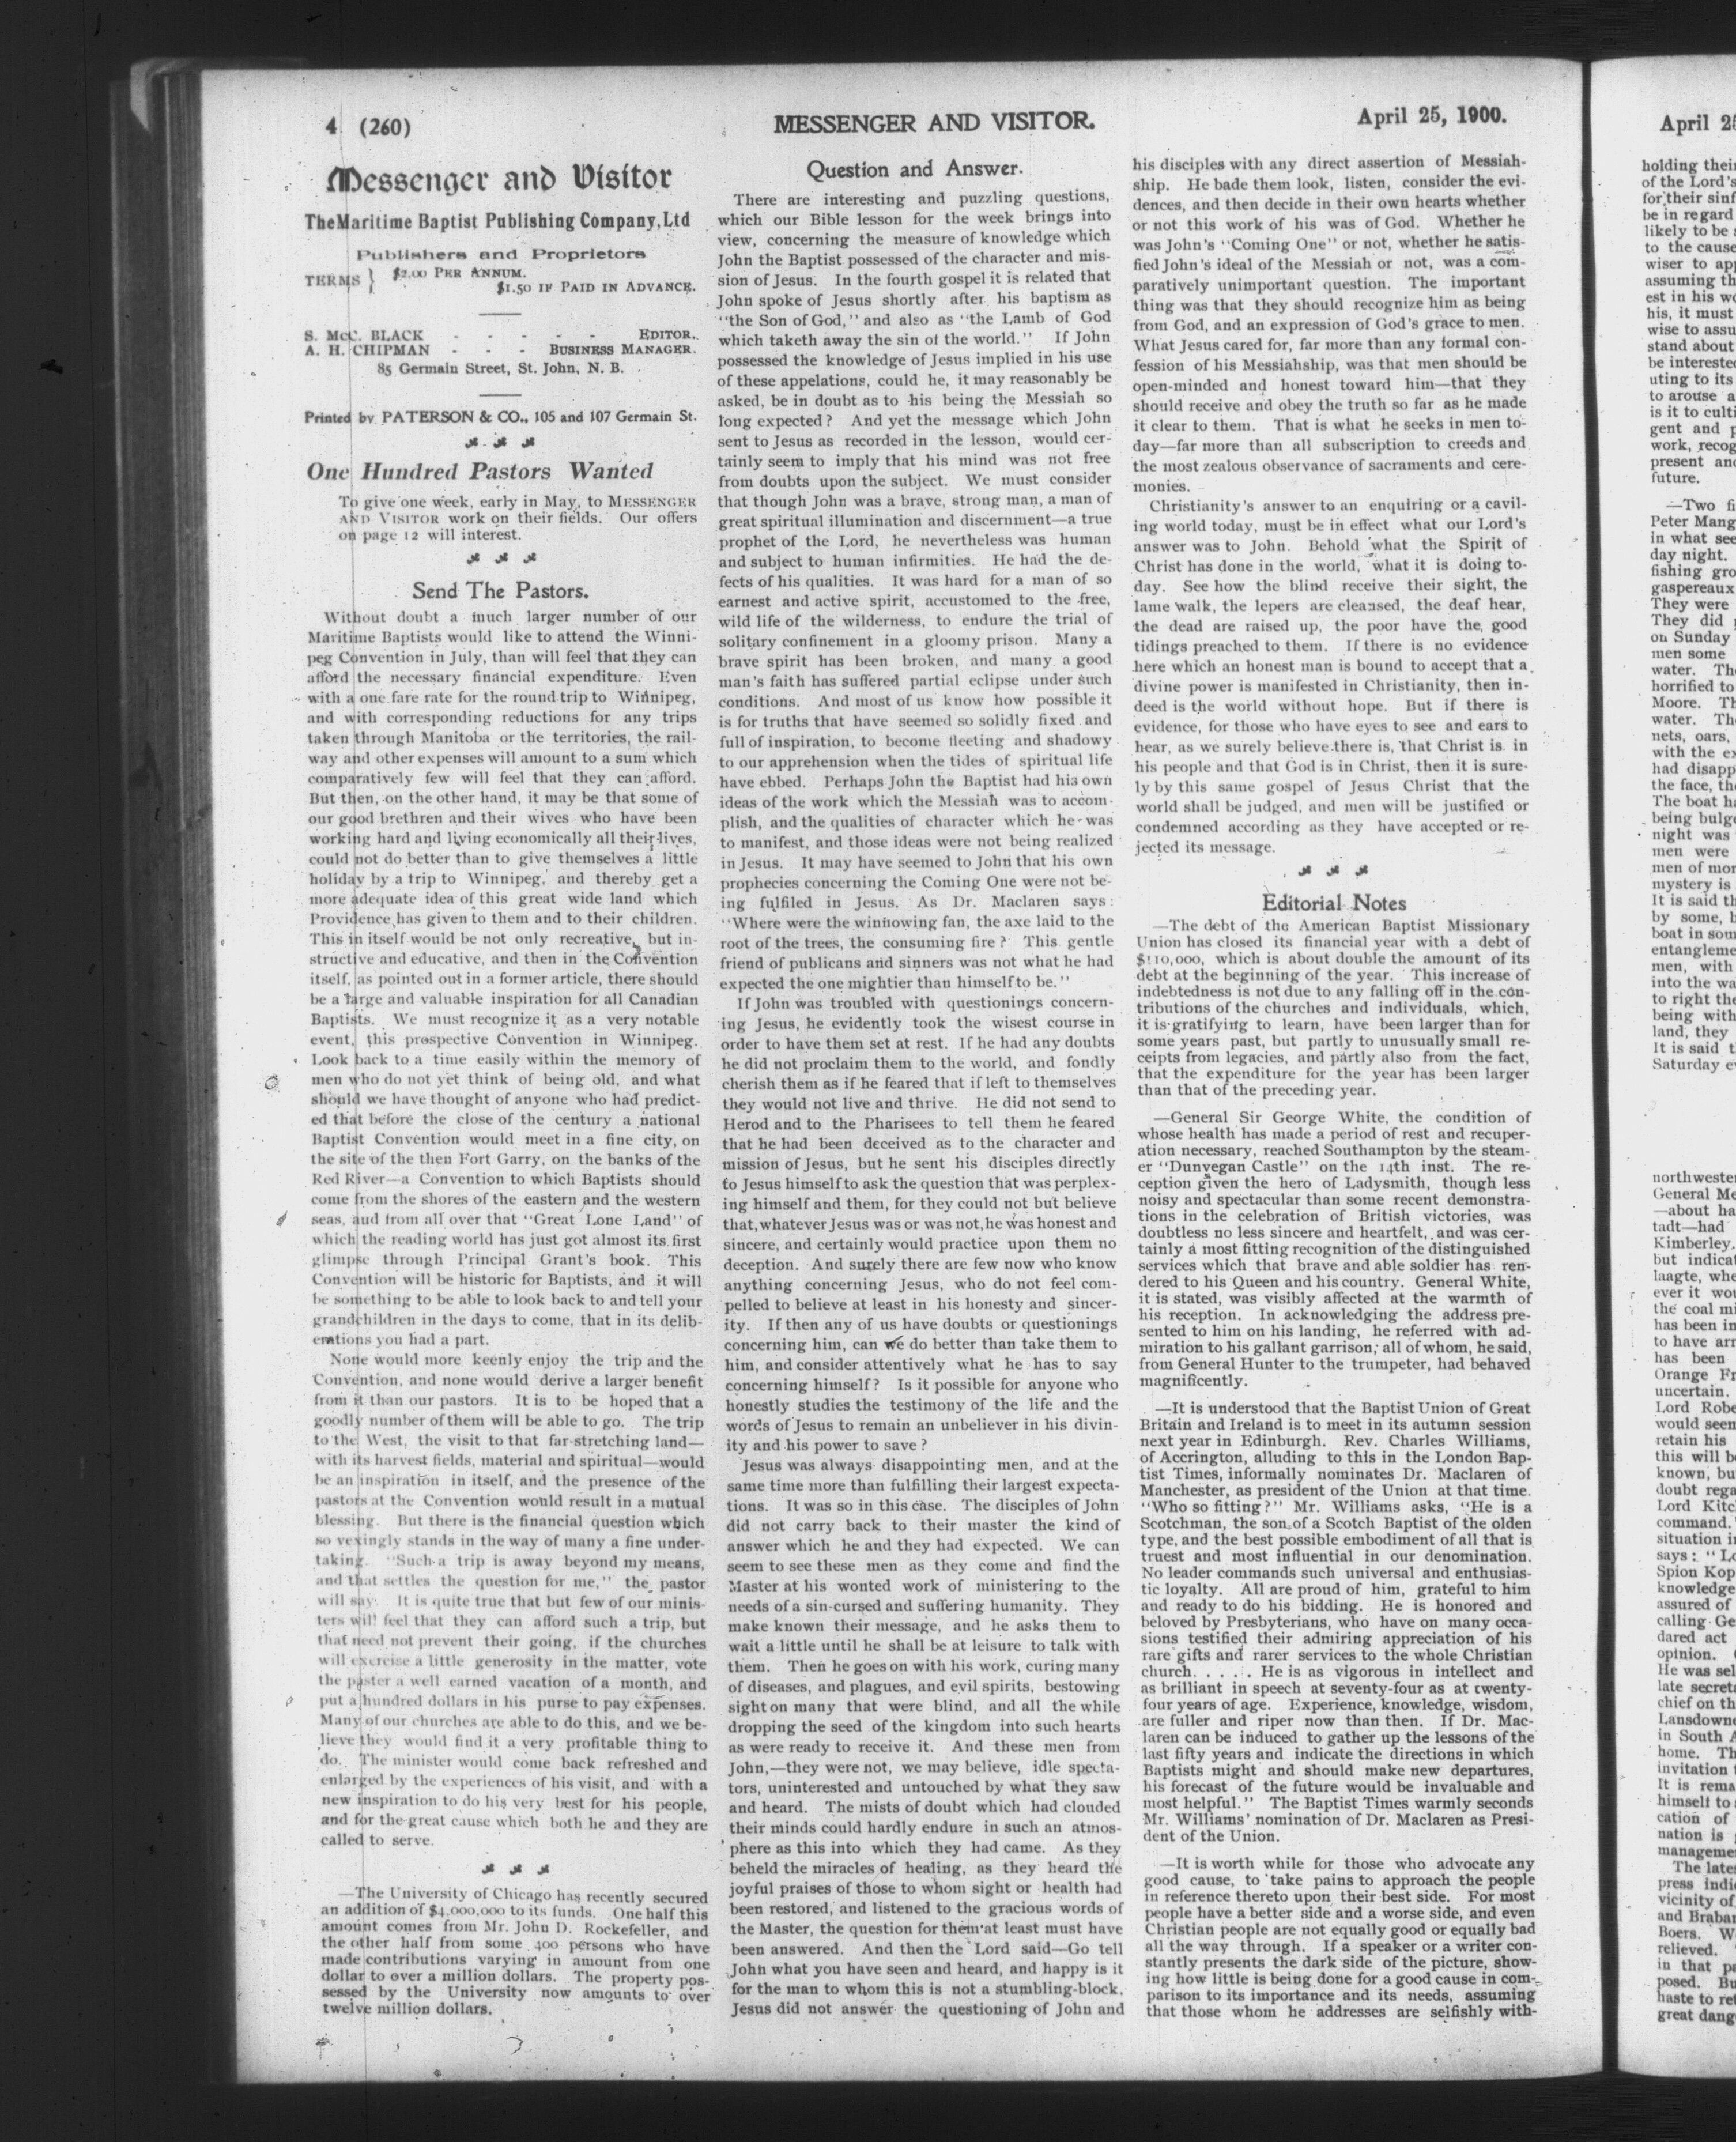 4 (260)
MESSENGER AND VISITOR.
April 25, 1900.
Messenger and Visitor
The Maritime Baptist Publishing Company, Ltd
Publishers and Proprietors
TERMS } $2.00 PER ANNUM.
$1.50 IF PAID IN ADVANCE.
S. MCC. BLACK - - - - - EDITOR.
A. H. CHIPMAN - - - BUSINESS MANAGER.
85 Germain Street, St. John, N. B.
Printed by PATERSON & CO., 105 and 107 Germain St.
One Hundred Pastors Wanted
To give one week, early in May, to MESSENGER
AND VISITOR work on their fields. Our offers
on page 12 will interest.
Send The Pastors.
Without doubt a much larger number of our
Maritime Baptists would like to attend the Winni-
peg Convention in July, than will feel that they can
afford the necessary financial expenditure. Even
with a one fare rate for the round trip to Winnipeg,
and with corresponding reductions for any trips
taken through Manitoba or the territories, the rail-
way and other expenses will amount to a sum which
comparatively few will feel that they can afford.
But then, on the other hand, it may be that some of
our good brethren and their wives who have been
working hard and living economically all their lives,
could not do better than to give themselves a little
holiday by a trip to Winnipeg, and thereby get a
more adequate idea of this great wide land which
Providence has given to them and to their children.
This in itself would be not only recreative, but in-
structive and educative, and then in the Convention
itself, as pointed out in a former article, there should
be a large and valuable inspiration for all Canadian
Baptists. We must recognize it as a very notable
event, this prospective Convention in Winnipeg.
Look back to a time easily within the memory of
men who do not yet think of being old, and what
should we have thought of anyone who had predict-
ed that before the close of the century a national
Baptist Convention would meet in a fine city, on
the site of the then Fort Garry, on the banks of the
Red River—a Convention to which Baptists should
come from the shores of the eastern and the western
seas, and from all over that "Great Lone Land" of
which the reading world has just got almost its first
glimpse through Principal Grant's book. This
Convention will be historic for Baptists, and it will
be something to be able to look back to and tell your
grandchildren in the days to come, that in its delib-
erations you had a part.
None would more keenly enjoy the trip and the
Convention, and none would derive a larger benefit
from it than our pastors. It is to be hoped that a
goodly number of them will be able to go. The trip
to the West, the visit to that far-stretching land—
with its harvest fields, material and spiritual—would
be an inspiration in itself, and the presence of the
pastors at the Convention would result in a mutual
blessing. But there is the financial question which
so vexingly stands in the way of many a fine under-
taking. "Such a trip is away beyond my means,
and that settles the question for me," the pastor
will say. It is quite true that but few of our minis-
ters will feel that they can afford such a trip, but
that need not prevent their going, if the churches
will exercise a little generosity in the matter, vote
the pastor a well earned vacation of a month, and
put a hundred dollars in his purse to pay expenses.
Many of our churches are able to do this, and we be-
lieve they would find it a very profitable thing to
do. The minister would come back refreshed and
enlarged by the experiences of his visit, and with a
new inspiration to do his very best for his people,
and for the great cause which both he and they are
called to serve.
—The University of Chicago has recently secured
an addition of $4,000,000 to its funds. One half this
amount comes from Mr. John D. Rockefeller, and
the other half from some 400 persons who have
made contributions varying in amount from one
dollar to over a million dollars. The property pos-
sessed by the University now amounts to over
twelve million dollars.
Question and Answer.
There are interesting and puzzling questions,
which our Bible lesson for the week brings into
view, concerning the measure of knowledge which
John the Baptist possessed of the character and mis-
sion of Jesus. In the fourth gospel it is related that
John spoke of Jesus shortly after his baptism as
"the Son of God," and also as "the Lamb of God
which taketh away the sin of the world." If John
possessed the knowledge of Jesus implied in his use
of these appelations, could he, it may reasonably be
asked, be in doubt as to his being the Messiah so
long expected? And yet the message which John
sent to Jesus as recorded in the lesson, would cer-
tainly seem to imply that his mind was not free
from doubts upon the subject. We must consider
that though John was a brave, strong man, a man of
great spiritual illumination and discernment—a true
prophet of the Lord, he nevertheless was human
and subject to human infirmities. He had the de-
fects of his qualities. It was hard for a man of so
earnest and active spirit, accustomed to the free,
wild life of the wilderness, to endure the trial of
solitary confinement in a gloomy prison. Many a
brave spirit has been broken, and many a good
man's faith has suffered partial eclipse under such
conditions. And most of us know how possible it
is for truths that have seemed so solidly fixed and
full of inspiration, to become fleeting and shadowy
to our apprehension when the tides of spiritual life
have ebbed. Perhaps John the Baptist had his own
ideas of the work which the Messiah was to accom-
plish, and the qualities of character which he was
to manifest, and those ideas were not being realized
in Jesus. It may have seemed to John that his own
prophecies concerning the Coming One were not be-
ing fulfiled in Jesus. As Dr. Maclaren says:
"Where were the winnowing fan, the axe laid to the
root of the trees, the consuming fire? This gentle
friend of publicans and sinners was not what he had
expected the one mightier than himself to be."
If John was troubled with questionings concern-
ing Jesus, he evidently took the wisest course in
order to have them set at rest. If he had any doubts
he did not proclaim them to the world, and fondly
cherish them as if he feared that if left to themselves
they would not live and thrive. He did not send to
Herod and to the Pharisees to tell them he feared
that he had been deceived as to the character and
mission of Jesus, but he sent his disciples directly
to Jesus himself to ask the question that was perplex-
ing himself and them, for they could not but believe
that, whatever Jesus was or was not, he was honest and
sincere, and certainly would practice upon them no
deception. And surely there are few now who know
anything concerning Jesus, who do not feel com-
pelled to believe at least in his honesty and sincer-
ity. If then any of us have doubts or questionings
concerning him, can we do better than take them to
him, and consider attentively what he has to say
concerning himself? Is it possible for anyone who
honestly studies the testimony of the life and the
words of Jesus to remain an unbeliever in his divin-
ity and his power to save?
Jesus was always disappointing men, and at the
same time more than fulfilling their largest expecta-
tions. It was so in this case. The disciples of John
did not carry back to their master the kind of
answer which he and they had expected. We can
seem to see these men as they come and find the
Master at his wonted work of ministering to the
needs of a sin-cursed and suffering humanity. They
make known their message, and he asks them to
wait a little until he shall be at leisure to talk with
them. Then he goes on with his work, curing many
of diseases, and plagues, and evil spirits, bestowing
sight on many that were blind, and all the while
dropping the seed of the kingdom into such hearts
as were ready to receive it. And these men from
John,—they were not, we may believe, idle specta-
tors, uninterested and untouched by what they saw
and heard. The mists of doubt which had clouded
their minds could hardly endure in such an atmos-
phere as this into which they had came. As they
beheld the miracles of healing, as they heard the
joyful praises of those to whom sight or health had
been restored, and listened to the gracious words of
the Master, the question for them at least must have
been answered. And then the Lord said—Go tell
John what you have seen and heard, and happy is it
for the man to whom this is not a stumbling-block.
Jesus did not answer the questioning of John and
his disciples with any direct assertion of Messiah-
ship. He bade them look, listen, consider the evi-
dences, and then decide in their own hearts whether
or not this work of his was of God. Whether he
was John's "Coming One" or not, whether he satis-
fied John's ideal of the Messiah or not, was a com-
paratively unimportant question. The important
thing was that they should recognize him as being
from God, and an expression of God's grace to men.
What Jesus cared for, far more than any formal con-
fession of his Messiahship, was that men should be
open-minded and honest toward him—that they
should receive and obey the truth so far as he made
it clear to them. That is what he seeks in men to-
day—far more than all subscription to creeds and
the most zealous observance of sacraments and cere-
monies.
Christianity's answer to an enquiring or a cavil-
ing world today, must be in effect what our Lord's
answer was to John. Behold what the Spirit of
Christ has done in the world, what it is doing to-
day. See how the blind receive their sight, the
lame walk, the lepers are cleansed, the deaf hear,
the dead are raised up, the poor have the good
tidings preached to them. If there is no evidence
here which an honest man is bound to accept that a
divine power is manifested in Christianity, then in-
deed is the world without hope. But if there is
evidence, for those who have eyes to see and ears to
hear, as we surely believe there is, that Christ is in
his people and that God is in Christ, then it is sure-
ly by this same gospel of Jesus Christ that the
world shall be judged, and men will be justified or
condemned according as they have accepted or re-
jected its message.
Editorial Notes
—The debt of the American Baptist Missionary
Union has closed its financial year with a debt of
$110,000, which is about double the amount of its
debt at the beginning of the year. This increase of
indebtedness is not due to any falling off in the con-
tributions of the churches and individuals, which,
it is gratifying to learn, have been larger than for
some years past, but partly to unusually small re-
ceipts from legacies, and partly also from the fact,
that the expenditure for the year has been larger
than that of the preceding year.
—General Sir George White, the condition of
whose health has made a period of rest and recuper-
ation necessary, reached Southampton by the steam-
er "Dunvegan Castle" on the 14th inst. The re-
ception given the hero of Ladysmith, though less
noisy and spectacular than some recent demonstra-
tions in the celebration of British victories, was
doubtless no less sincere and heartfelt, and was cer-
tainly a most fitting recognition of the distinguished
services which that brave and able soldier has ren-
dered to his Queen and his country. General White,
it is stated, was visibly affected at the warmth of
his reception. In acknowledging the address pre-
sented to him on his landing, he referred with ad-
miration to his gallant garrison, all of whom, he said,
from General Hunter to the trumpeter, had behaved
magnificently.
—It is understood that the Baptist Union of Great
Britain and Ireland is to meet in its autumn session
next year in Edinburgh. Rev. Charles Williams,
of Accrington, alluding to this in the London Bap-
tist Times, informally nominates Dr. Maclaren of
Manchester, as president of the Union at that time.
"Who so fitting?" Mr. Williams asks, "He is a
Scotchman, the son of a Scotch Baptist of the olden
type, and the best possible embodiment of all that is
truest and most influential in our denomination.
No leader commands such universal and enthusias-
tic loyalty. All are proud of him, grateful to him
and ready to do his bidding. He is honored and
beloved by Presbyterians, who have on many occa-
sions testified their admiring appreciation of his
rare gifts and rarer services to the whole Christian
church. . . . . He is as vigorous in intellect and
as brilliant in speech at seventy-four as at twenty-
four years of age. Experience, knowledge, wisdom,
are fuller and riper now than then. If Dr. Mac-
laren can be induced to gather up the lessons of the
last fifty years and indicate the directions in which
Baptists might and should make new departures,
his forecast of the future would be invaluable and
most helpful." The Baptist Times warmly seconds
Mr. Williams' nomination of Dr. Maclaren as Presi-
dent of the Union.
—It is worth while for those who advocate any
good cause, to take pains to approach the people
in reference thereto upon their best side. For most
people have a better side and a worse side, and even
Christian people are not equally good or equally bad
all the way through. If a speaker or a writer con-
stantly presents the dark side of the picture, show-
ing how little is being done for a good cause in com-
parison to its importance and its needs, assuming
that those whom he addresses are selfishly with-